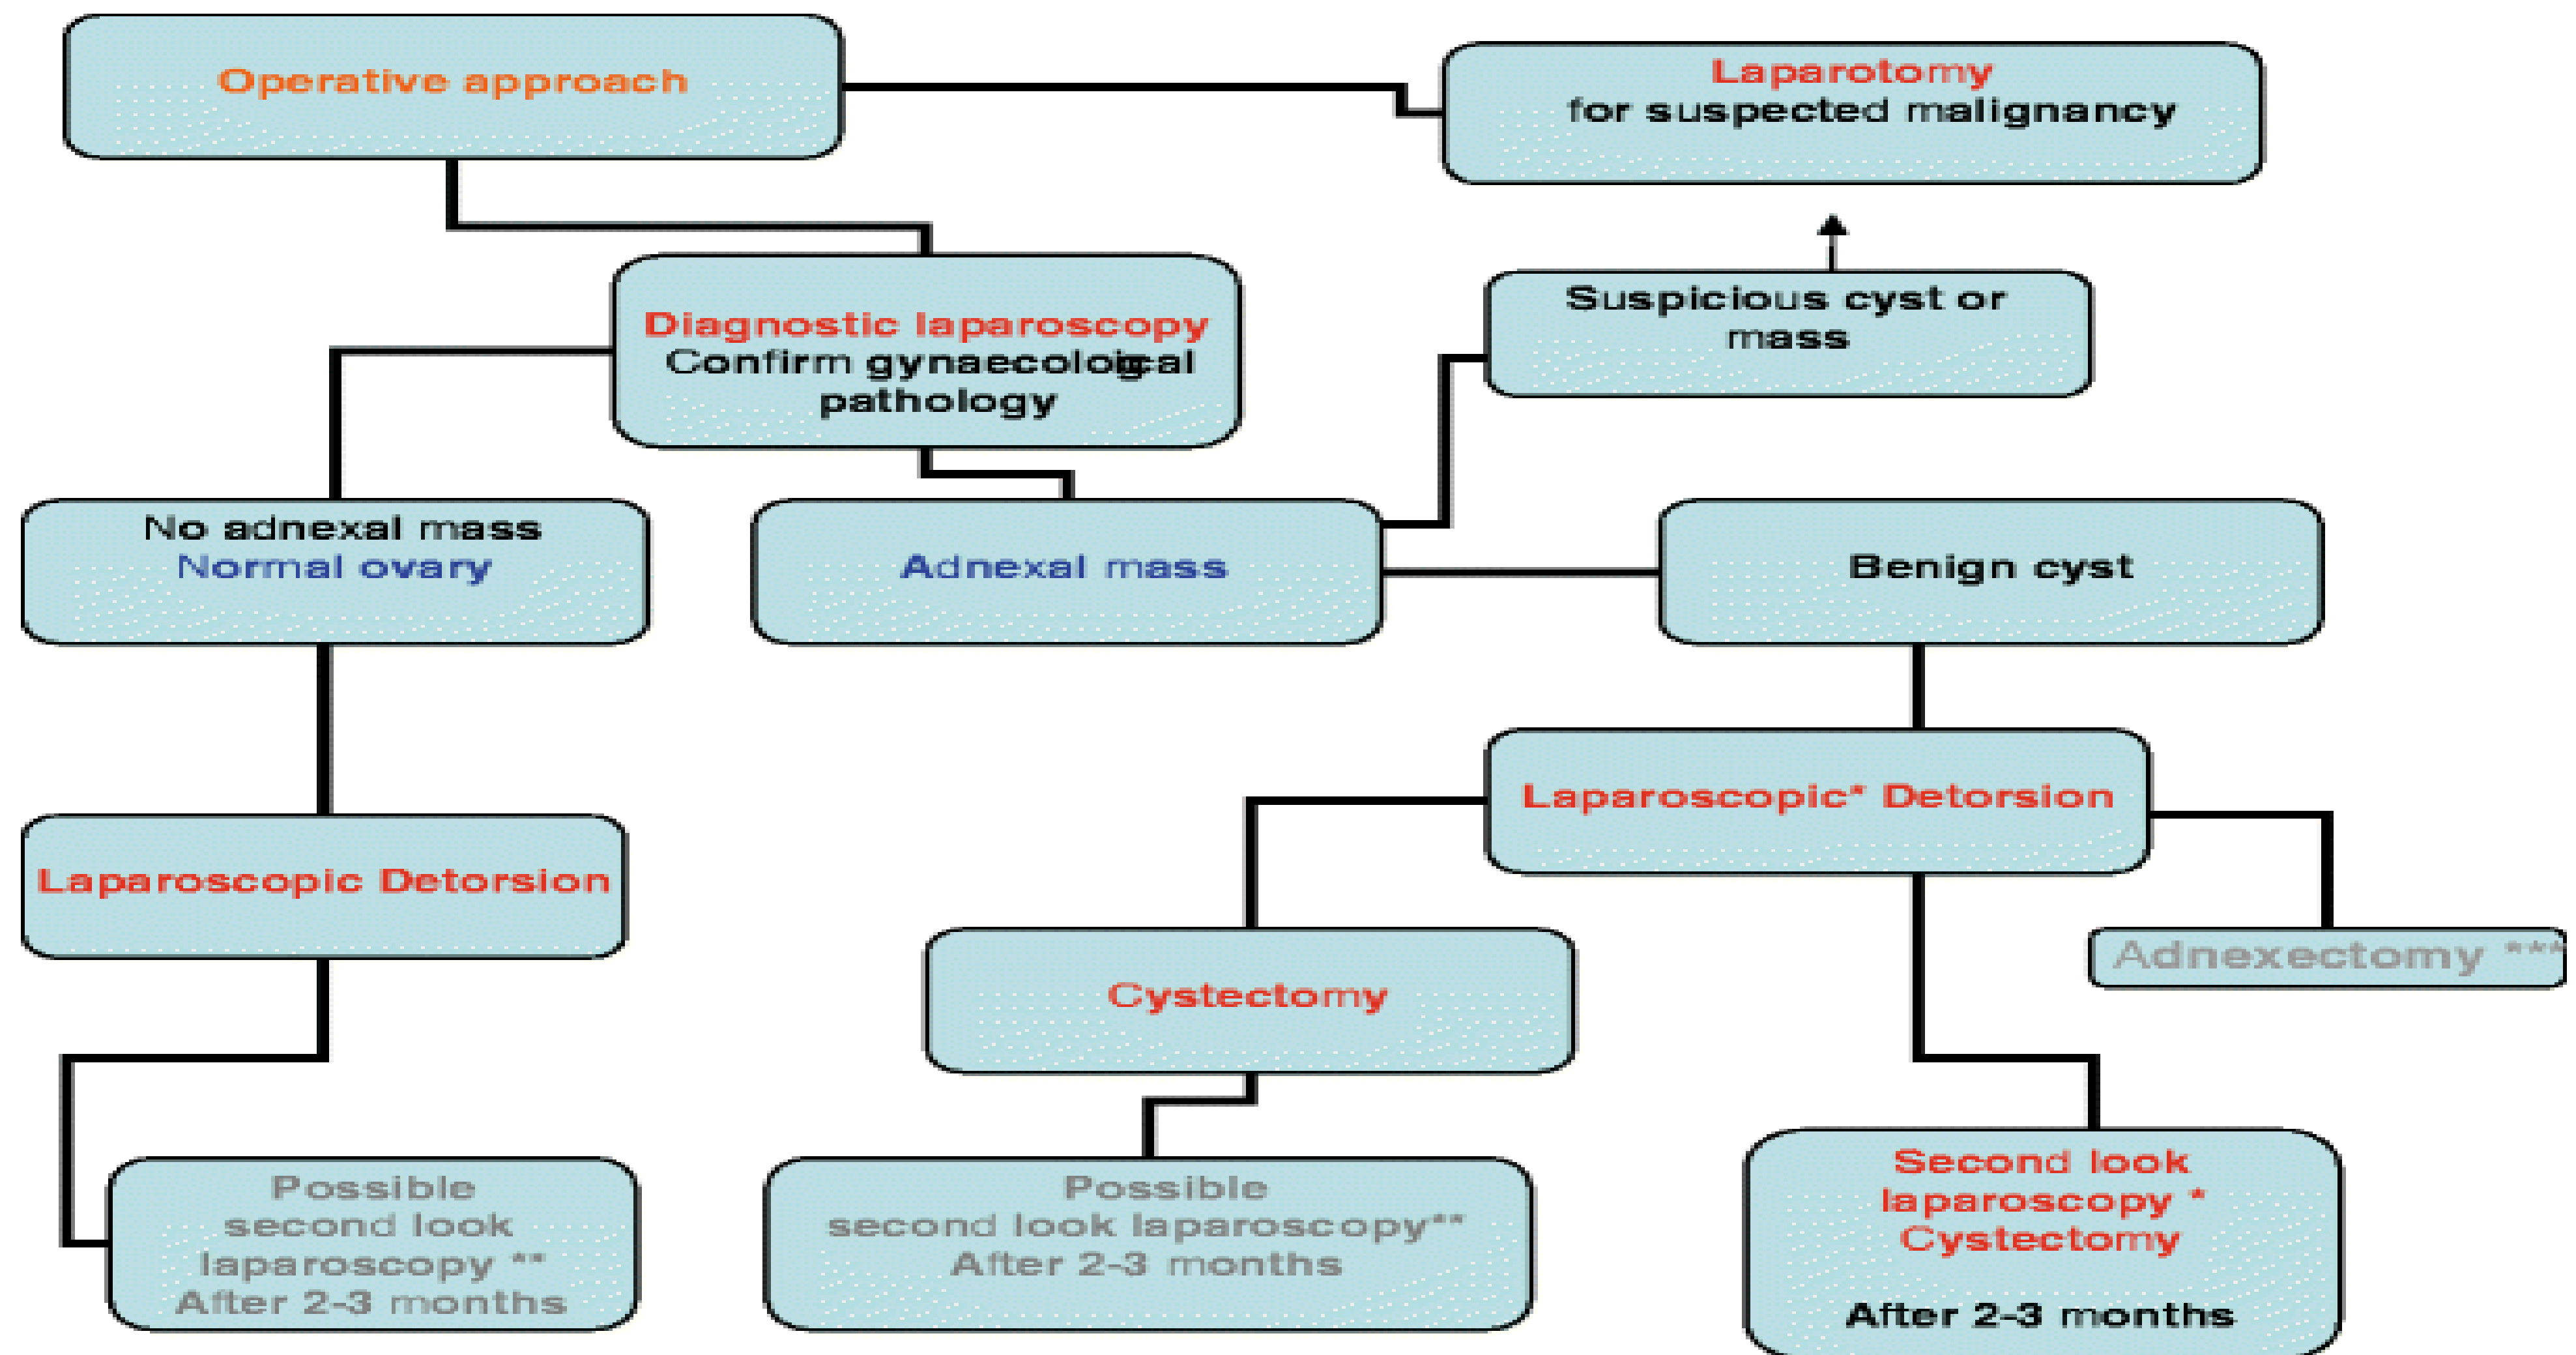 Operative approach
Laparotomy
for suspected malignancy
Diagnostic laparoscopy
Confirm gynaecological
pathology
Suspicious cyst or
mass
No adnexal mass
Normal ovary
Adnexal mass
Benign cyst
Laparoscopic* Detorsion
Laparoscopic Detorsion
Adnexectomy ***
Cystectomy
Possible
second look
laparoscopy **
After 2-3 months
Possible
second look laparoscopy**
After 2-3 months
Second look
laparoscopy *
Cystectomy
After 2-3 months